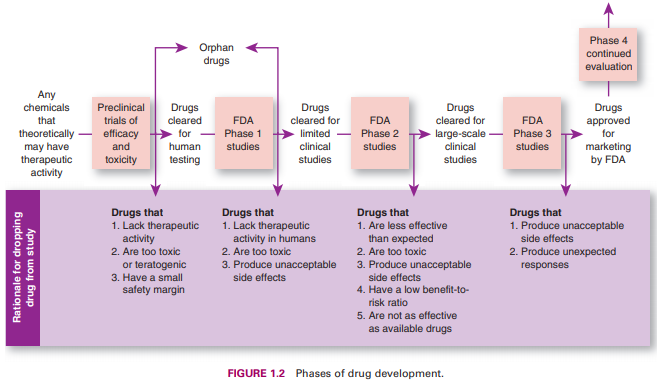 Orphan
drugs
Phase 4
continued
evaluation
Any
chemicals
that
theoretically
may have
therapeutic
activity
Preclinical
trials of
efficacy
and
toxicity
Drugs
cleared
for
human
testing
FDA
Phase 1
studies
Drugs
cleared for
limited
clinical
studies
FDA
Phase 2
studies
Drugs
cleared for
large-scale
clinical
studies
FDA
Phase 3
studies
Drugs
approved
for
marketing
by FDA
Rationale for dropping
drug from study
Drugs that
1. Lack therapeutic
activity
2. Are too toxic
or teratogenic
3. Have a small
safety margin
Drugs that
1. Lack therapeutic
activity in humans
2. Are too toxic
3. Produce unacceptable
side effects
Drugs that
1. Are less effective
than expected
2. Are too toxic
3. Produce unacceptable
side effects
4. Have a low benefit-to-
risk ratio
5. Are not as effective
as available drugs
Drugs that
1. Produce unacceptable
side effects
2. Produce unexpected
responses
FIGURE 1.2 Phases of drug development.